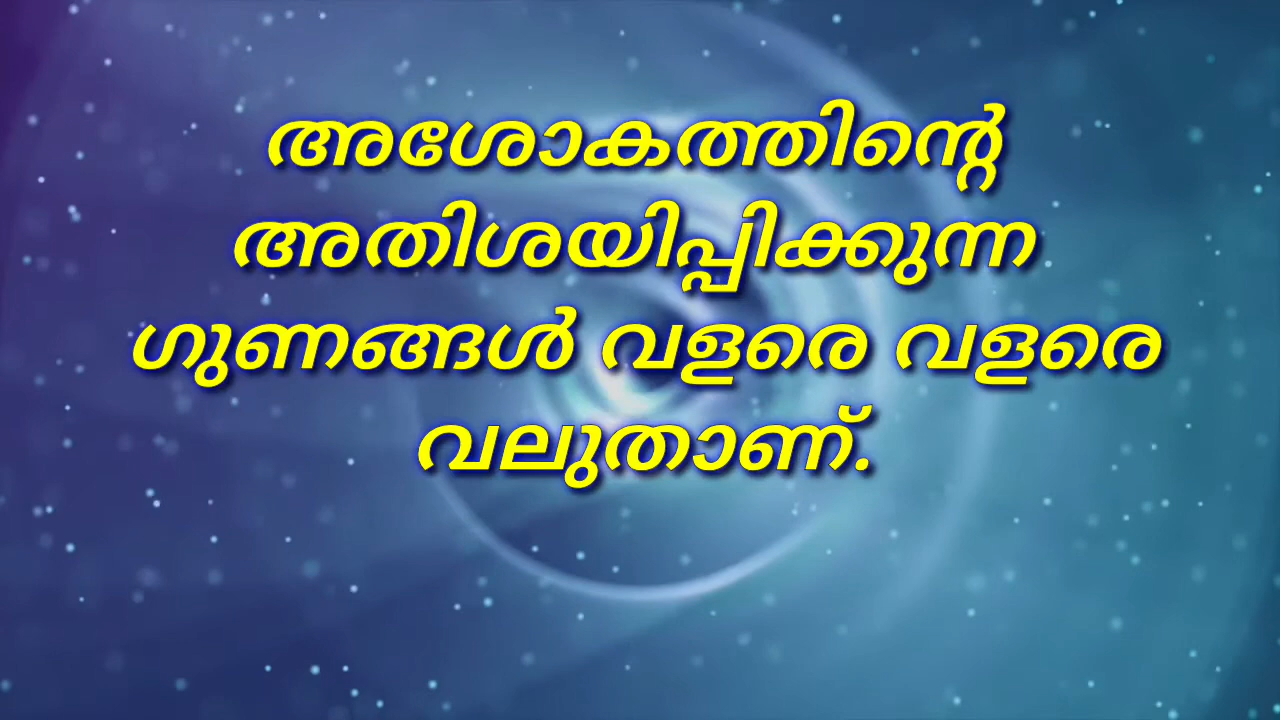 അശോകത്തിന്റെ
അതിശയിപ്പിക്കുന്ന
ഗുണങ്ങൾ വളരെ വളരെ
വലുതാണ്.